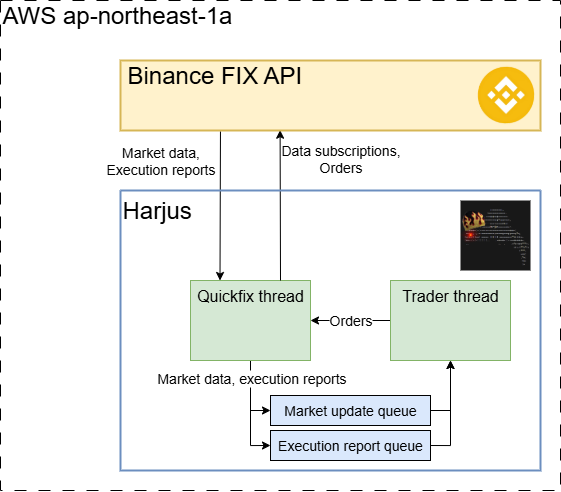 AWS ap-northeast-1a
Binance FIX API
Market data,
Execution reports
Data subscriptions,
Orders
Harjus
Quickfix thread
Trader thread
Orders
Market data, execution reports
Market update queue
Execution report queue